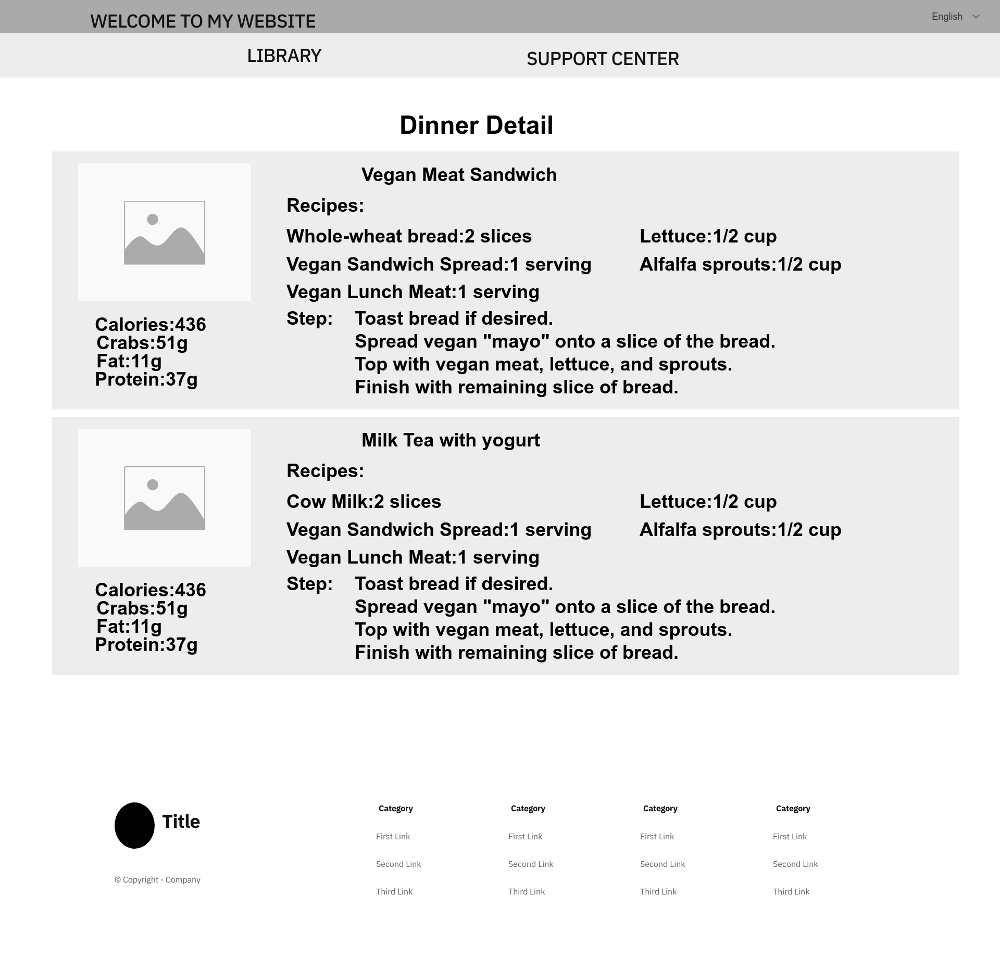 WELCOME TO MY WEBSITE
English
LIBRARY
SUPPORT CENTER
Dinner Detail
Vegan Meat Sandwich
Recipes:
Whole-wheat bread:2 slices
Lettuce:1/2 cup
Vegan Sandwich Spread:1 serving
Alfalfa sprouts:1/2 cup
Vegan Lunch Meat:1 serving
Step:
Toast bread if desired.
Spread vegan "mayo" onto a slice of the bread.
Top with vegan meat, lettuce, and sprouts.
Finish with remaining slice of bread.
Calories:436
Crabs:51g
Fat:11g
Protein:37g
Milk Tea with yogurt
Recipes:
Cow Milk:2 slices
Lettuce:1/2 cup
Vegan Sandwich Spread:1 serving
Alfalfa sprouts:1/2 cup
Vegan Lunch Meat:1 serving
Step:
Toast bread if desired.
Spread vegan "mayo" onto a slice of the bread.
Top with vegan meat, lettuce, and sprouts.
Finish with remaining slice of bread.
Calories:436
Crabs:51g
Fat:11g
Protein:37g
Title
© Copyright - Company
Category
First Link
Second Link
Third Link
Category
First Link
Second Link
Third Link
Category
First Link
Second Link
Third Link
Category
First Link
Second Link
Third Link